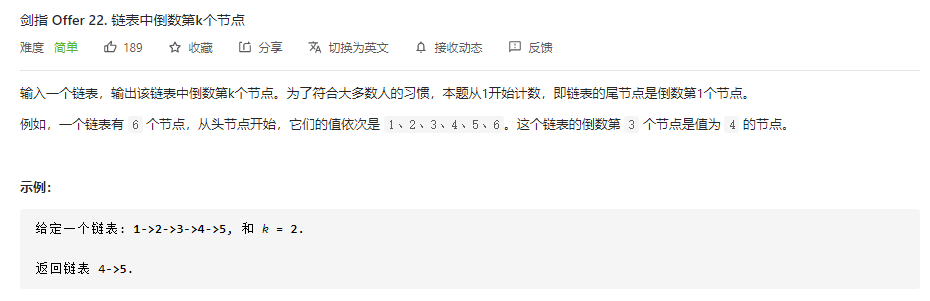 剑指 Offer 22. 链表中倒数第k个节点
难度 简单 189 收藏 分享 切换为英文 接收动态 反馈
输入一个链表，输出该链表中倒数第k个节点。为了符合大多数人的习惯，本题从1开始计数，即链表的尾节点是倒数第1个节点。
例如，一个链表有 6 个节点，从头节点开始，它们的值依次是 1、2、3、4、5、6。这个链表的倒数第 3 个节点是值为 4 的节点。
示例：
给定一个链表: 1->2->3->4->5, 和 k = 2.
返回链表 4->5.